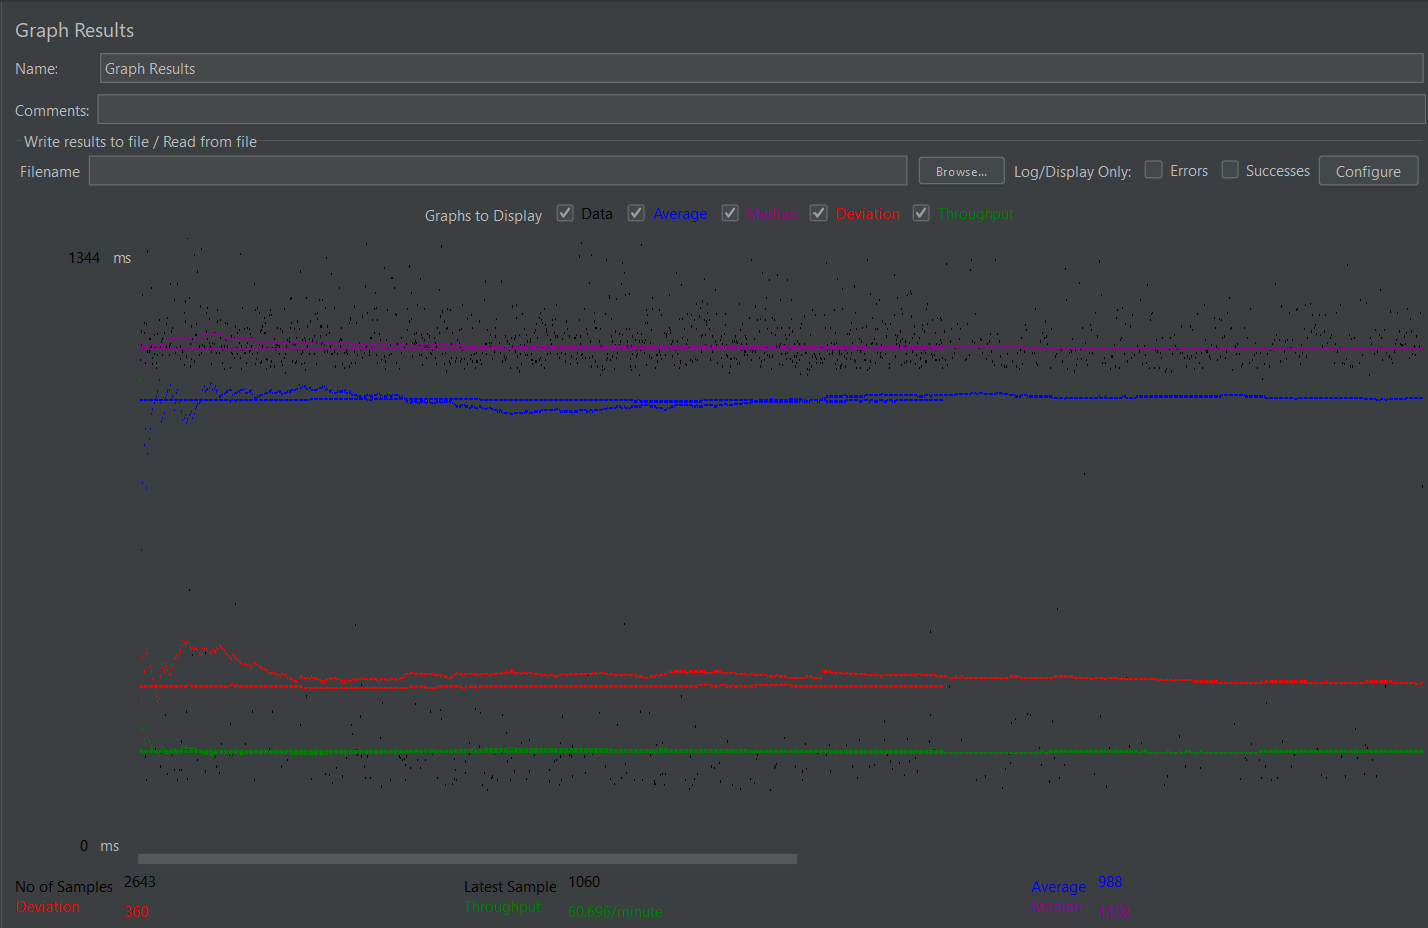 Graph Results
Name: Graph Results
Comments:
Write results to file / Read from file
Filename Browse... Log/Display Only: Errors Successes Configure
Graphs to Display Data Average Median Deviation Throughput
1344 ms
0 ms
No of Samples 2643 Latest Sample 1060 Average 988
Deviation 360 Throughput 60.696/minute Median 1102